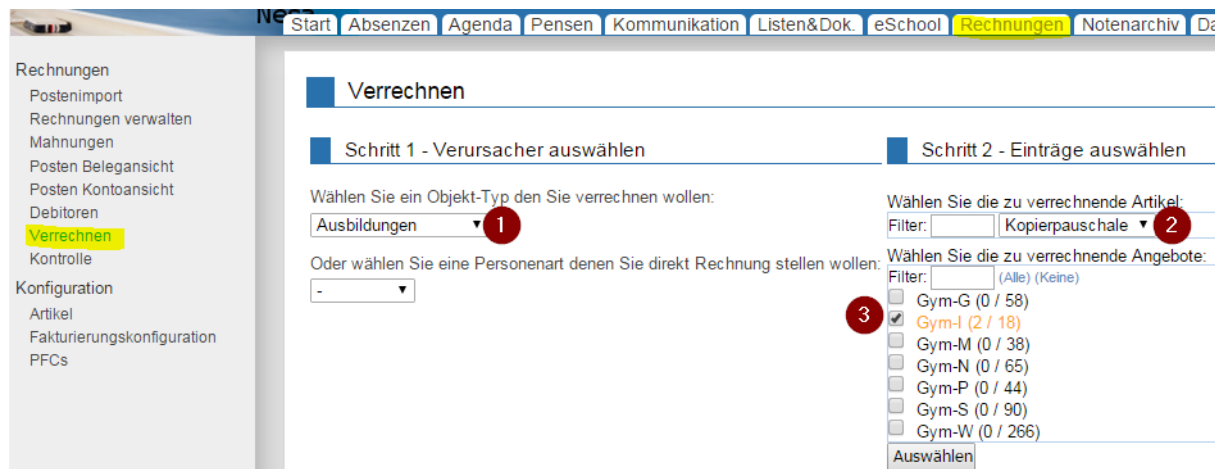 Start Absenzen Agenda Pensen Kommunikation Listen&Dok. eSchool Rechnungen Notenarchiv
Rechnungen
Postenimport
Rechnungen verwalten
Mahnungen
Posten Belegansicht
Posten Kontoansicht
Debitoren
Verrechnen
Kontrolle
Konfiguration
Artikel
Fakturierungskonfiguration
PFCs
Verrechnen
Schritt 1 - Verursacher auswählen
Wählen Sie ein Objekt-Typ den Sie verrechnen wollen:
Ausbildungen 1
Oder wählen Sie eine Personenart denen Sie direkt Rechnung stellen wollen:
-
Schritt 2 - Einträge auswählen
Wählen Sie die zu verrechnende Artikel:
Filter: Kopierpauschale 2
Wählen Sie die zu verrechnende Angebote:
Filter: (Alle) (Keine)
Gym-G (0 / 58)
3 Gym-I (2 / 18)
Gym-M (0 / 38)
Gym-N (0 / 65)
Gym-P (0 / 44)
Gym-S (0 / 90)
Gym-W (0 / 266)
Auswählen